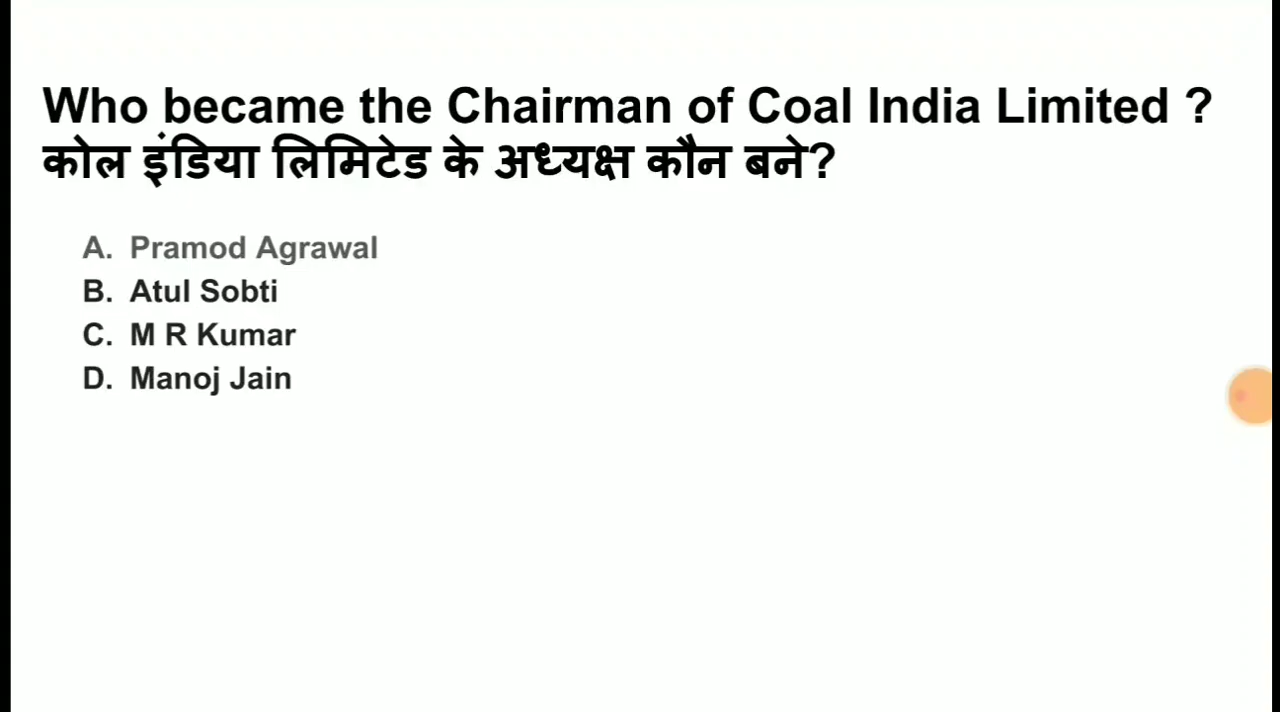 Who became the Chairman of Coal India Limited ?
कोल इंडिया लिमिटेड के अध्यक्ष कौन बने?
A. Pramod Agrawal
B. Atul Sobti
C. M R Kumar
D. Manoj Jain